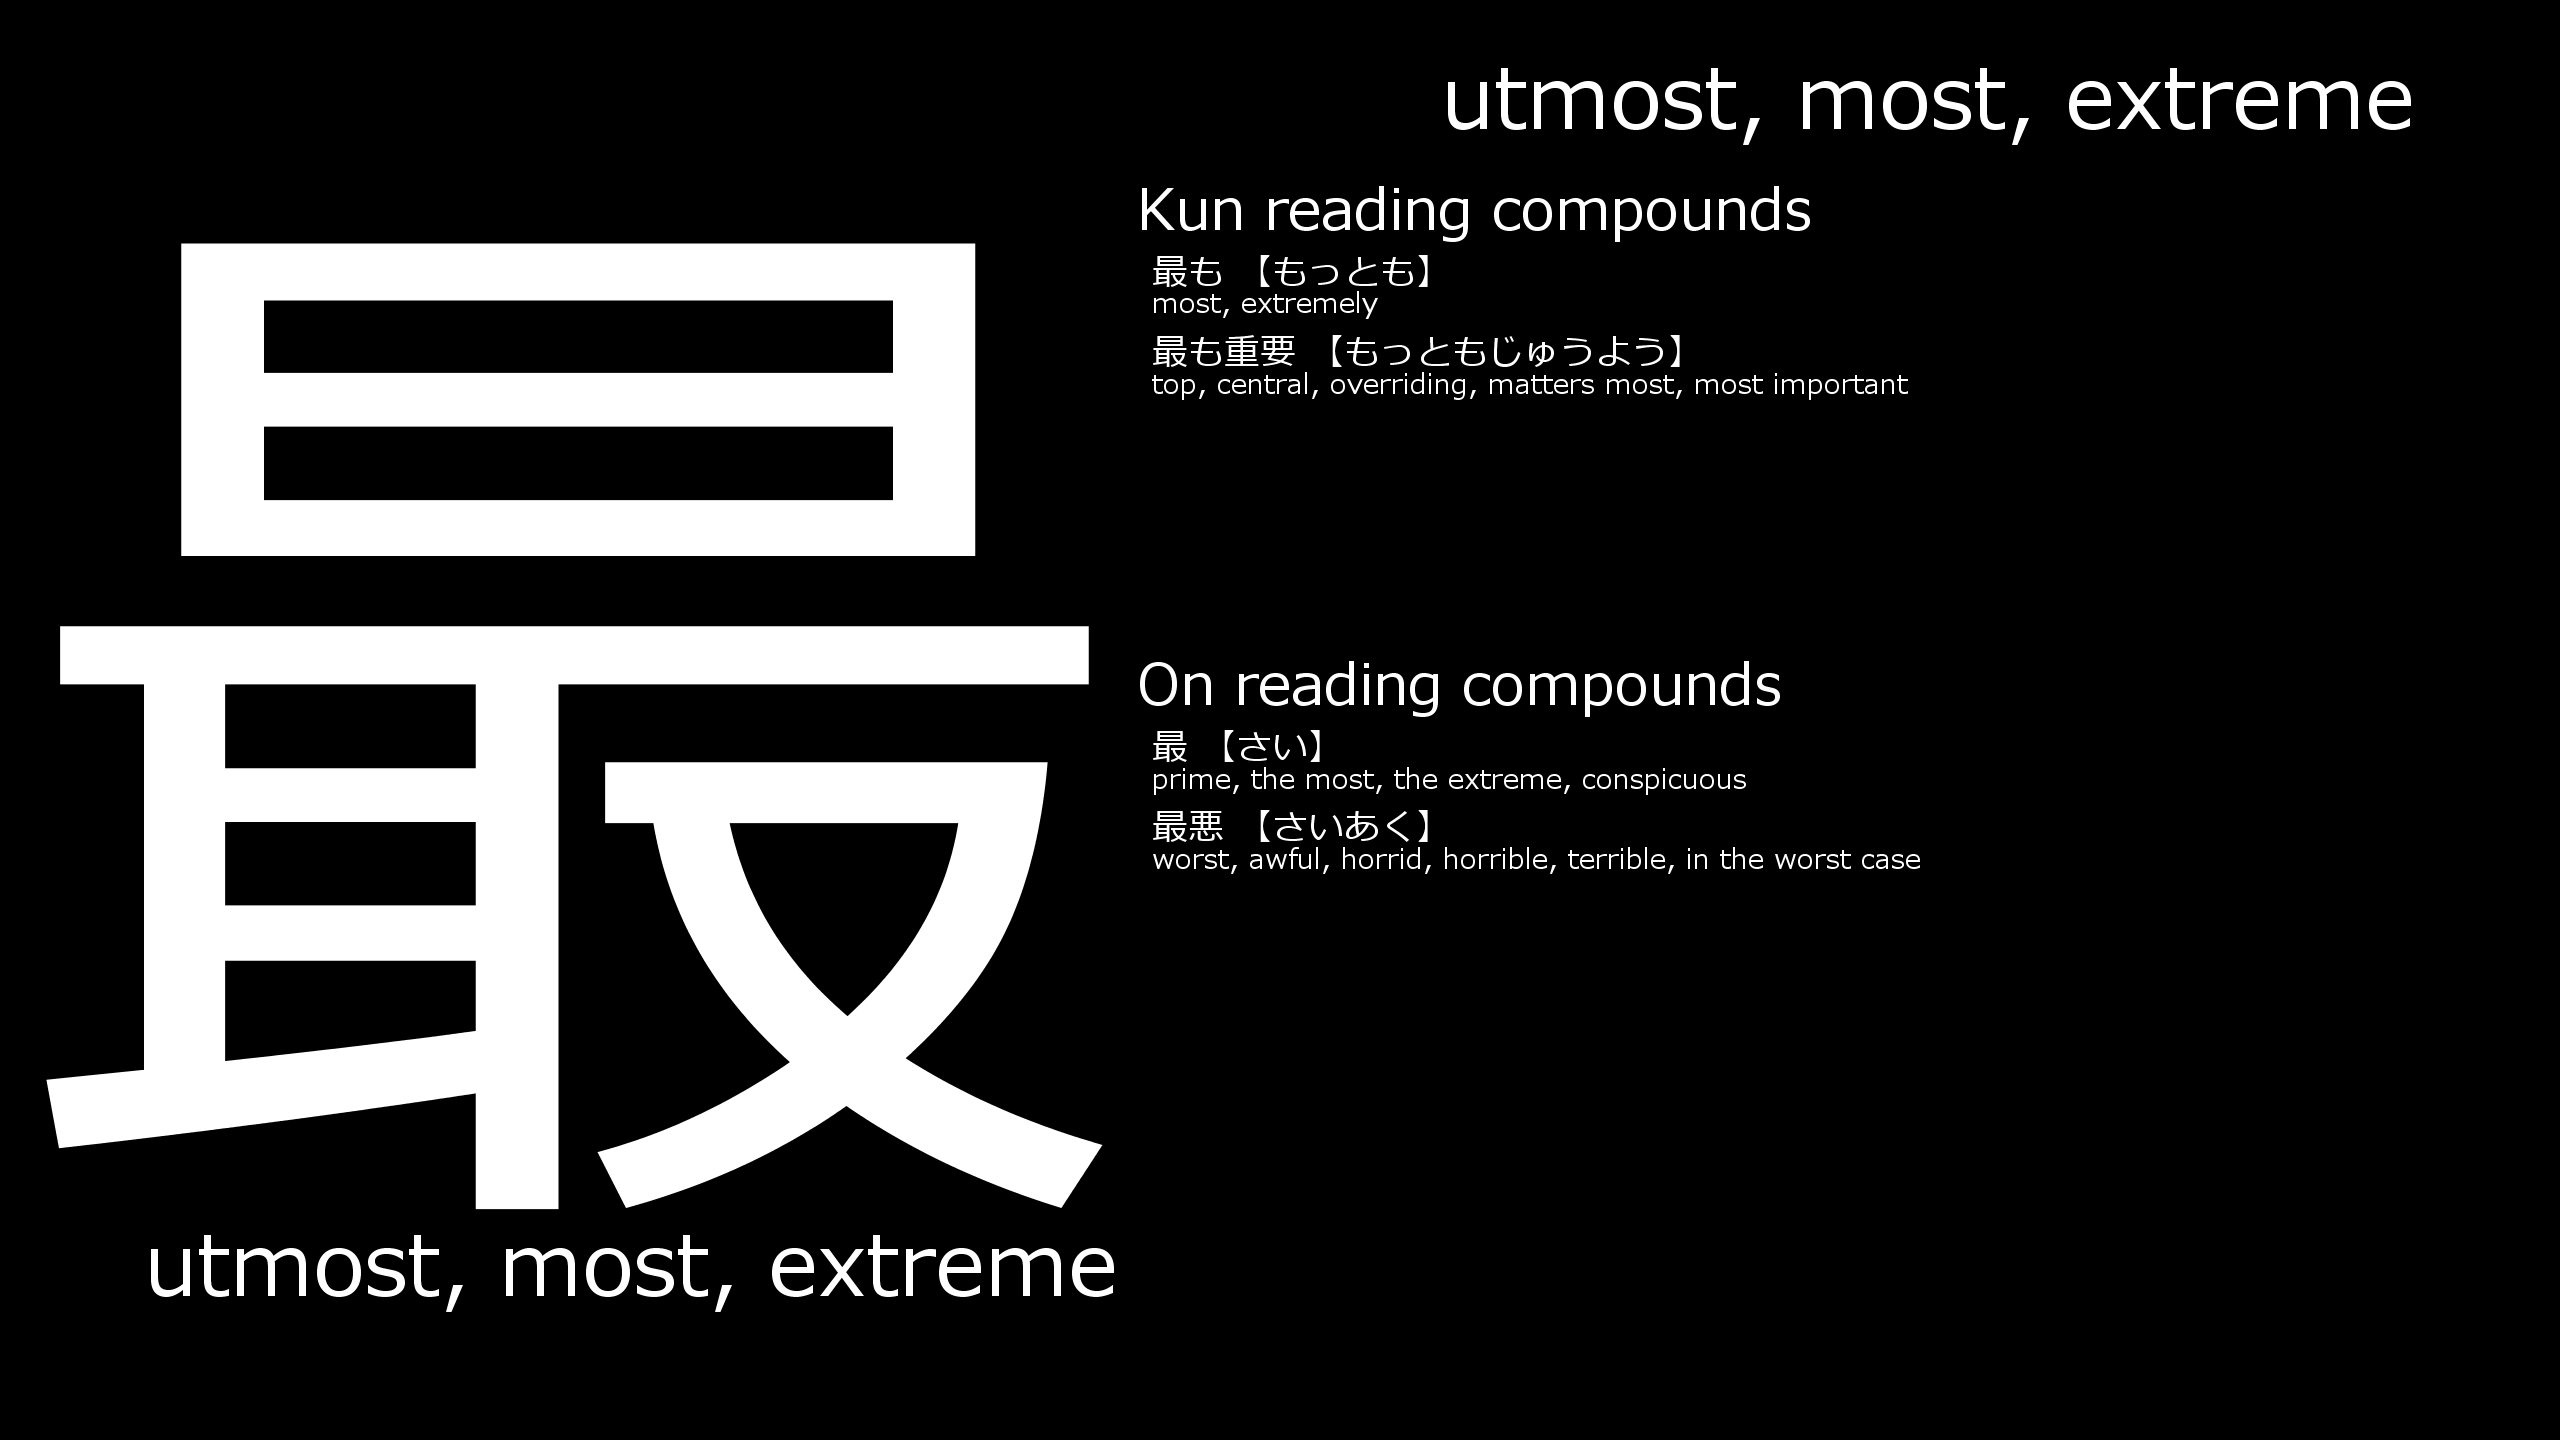 utmost, most, extreme
最
utmost, most, extreme
Kun reading compounds
最も 【もっとも】
most, extremely
最も重要 【もっともじゅうよう】
top, central, overriding, matters most, most important
On reading compounds
最 【さい】
prime, the most, the extreme, conspicuous
最悪 【さいあく】
worst, awful, horrid, horrible, terrible, in the worst case